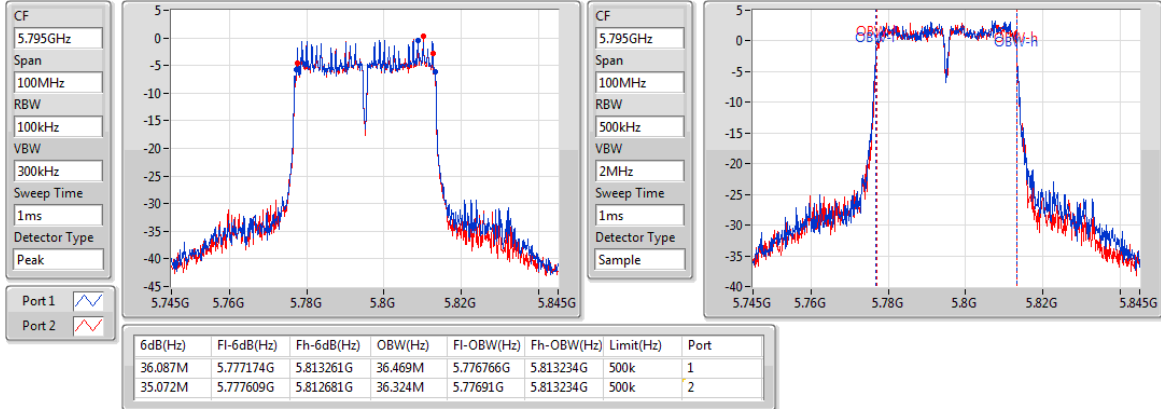 CF
5.795GHz
Span
100MHz
RBW
100kHz
VBW
300kHz
Sweep Time
1ms
Detector Type
Peak
Port 1
Port 2
5
0
-5
-10
-15
-20
-25
-30
-35
-40
-45
5.745G 5.76G 5.78G 5.8G 5.82G 5.845G
CF
5.795GHz
Span
100MHz
RBW
500kHz
VBW
2MHz
Sweep Time
1ms
Detector Type
Sample
5
0
-5
-10
-15
-20
-25
-30
-35
-40
OBW-h
5.745G 5.76G 5.78G 5.8G 5.82G 5.845G
6dB(Hz) Fl-6dB(Hz) Fh-6dB(Hz) OBW(Hz) Fl-OBW(Hz) Fh-OBW(Hz) Limit(Hz) Port
36.087M 5.777174G 5.813261G 36.469M 5.776766G 5.813234G 500k 1
35.072M 5.777609G 5.812681G 36.324M 5.77691G 5.813234G 500k 2